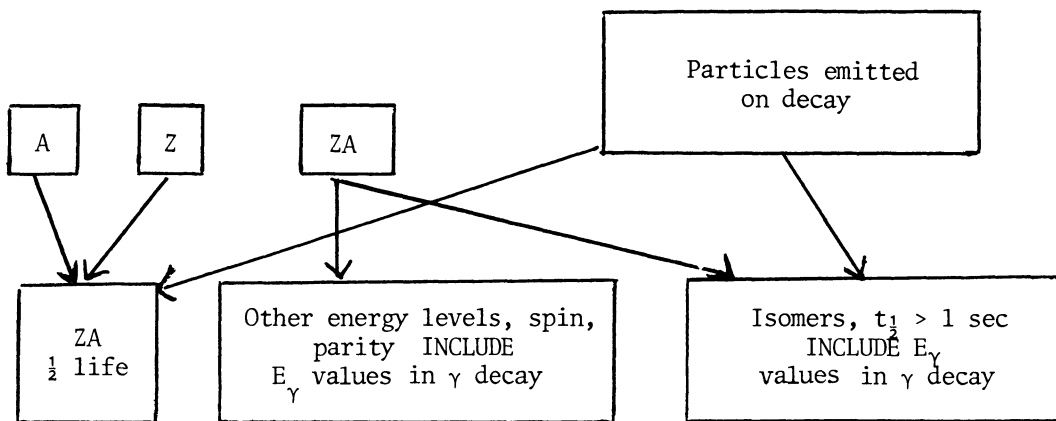 Particles emitted
on decay
A
Z
ZA
ZA
½ life
Other energy levels, spin,
parity INCLUDE
Eγ values in γ decay
Isomers, t½ > 1 sec
INCLUDE Eγ
values in γ decay